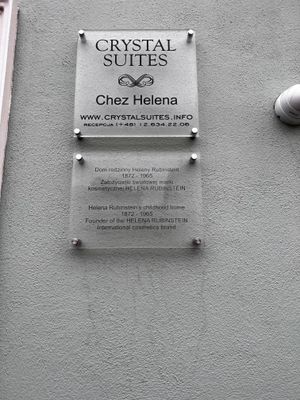 CRYSTAL
SUITES
Chez Helena
WWW.CRYSTALSUITES.INFO
RECEPCJA (+48) 12.634.22.06
Dom rodzinny Heleny Rubinstein
1872 - 1965
Założycielki światowej marki
kosmetycznej HELENA RUBINSTEIN
Helena Rubinstein's childhood home
1872 - 1965
Founder of the HELENA RUBINSTEIN
international cosmetics brand